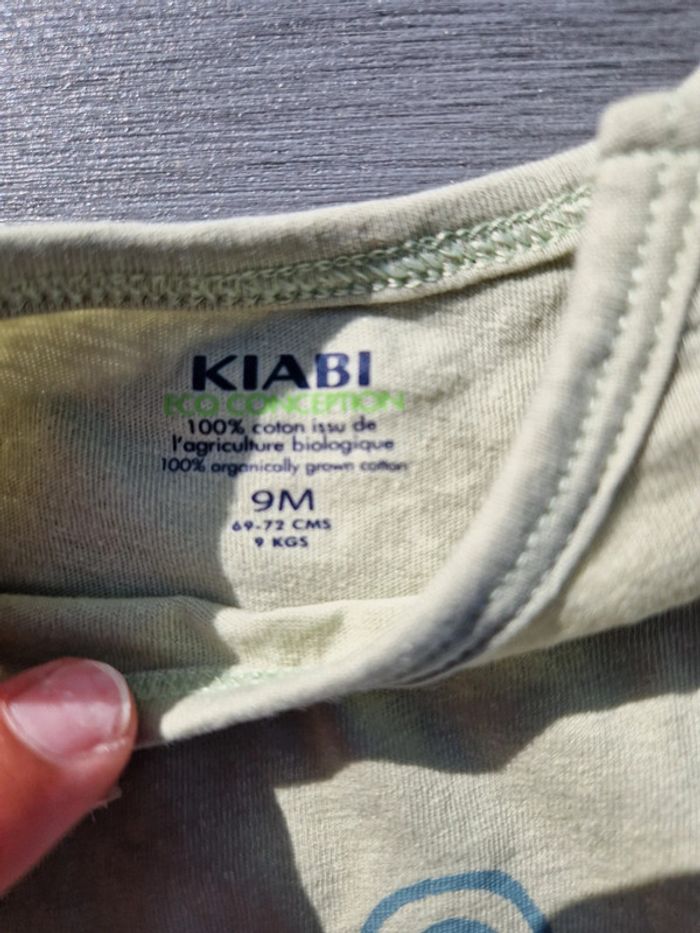 KIABI
ECO CONCEPTION
100% coton issu de
l'agriculture biologique
100% organically grown cotton
9M
69-72 CMS
9 KGS